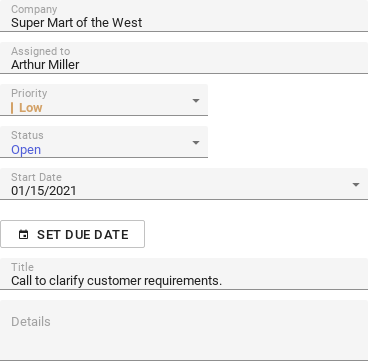 Company
Super Mart of the West
Assigned to
Arthur Miller
Priority
Low
Status
Open
Start Date
01/15/2021
SET DUE DATE
Title
Call to clarify customer requirements.
Details